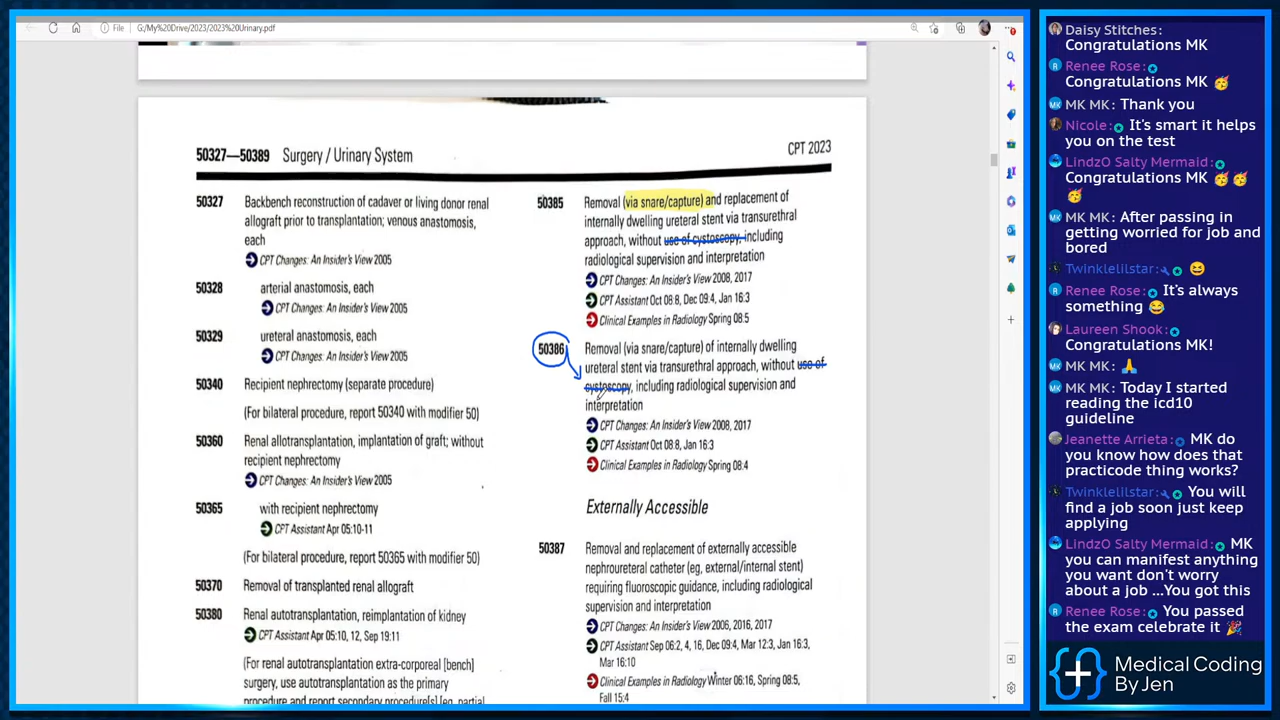 File
G:/My%20Drive/2023/2023%20Urinary.pdf
50327—50389 Surgery / Urinary System
CPT 2023
50327 Backbench reconstruction of cadaver or living donor renal
allograft prior to transplantation; venous anastomosis,
each
CPT Changes: An Insider's View 2005
50328 arterial anastomosis, each
CPT Changes: An Insider's View 2005
50329 ureteral anastomosis, each
CPT Changes: An Insider's View 2005
50340 Recipient nephrectomy (separate procedure)
(For bilateral procedure, report 50340 with modifier 50)
50360 Renal allotransplantation, implantation of graft; without
recipient nephrectomy
CPT Changes: An Insider's View 2005
50365 with recipient nephrectomy
CPT Assistant Apr 05:10-11
(For bilateral procedure, report 50365 with modifier 50)
50370 Removal of transplanted renal allograft
50380 Renal autotransplantation, reimplantation of kidney
CPT Assistant Apr 05:10, 12, Sep 19:11
(For renal autotransplantation extra-corporeal [bench]
surgery, use autotransplantation as the primary
procedure and report secondary procedure[s] [eg, partial
50385 Removal (via snare/capture) and replacement of
internally dwelling ureteral stent via transurethral
approach, without use of cystoscopy, including
radiological supervision and interpretation
CPT Changes: An Insider's View 2008, 2017
CPT Assistant Oct 08:8, Dec 09:4, Jan 16:3
Clinical Examples in Radiology Spring 08:5
50386 Removal (via snare/capture) of internally dwelling
ureteral stent via transurethral approach, without use of
cystoscopy, including radiological supervision and
interpretation
CPT Changes: An Insider's View 2008, 2017
CPT Assistant Oct 08:8, Jan 16:3
Clinical Examples in Radiology Spring 08:4
Externally Accessible
50387 Removal and replacement of externally accessible
nephroureteral catheter (eg, external/internal stent)
requiring fluoroscopic guidance, including radiological
supervision and interpretation
CPT Changes: An Insider's View 2006, 2016, 2017
CPT Assistant Sep 06:2, 4, 16, Dec 09:4, Mar 12:3, Jan 16:3,
Mar 16:10
Clinical Examples in Radiology Winter 06:16, Spring 08:5,
Fall 15:4
Daisy Stitches:
Congratulations MK
Renee Rose:
Congratulations MK 🥳
MK MK: Thank you
Nicole: It's smart it helps
you on the test
LindzO Salty Mermaid:
Congratulations MK 🥳 🥳
🥳
MK MK: After passing in
getting worried for job and
bored
Twinklelilstar: 😆
Renee Rose: It's always
something 😂
Laureen Shook:
Congratulations MK!
MK MK: 🙏
MK MK: Today I started
reading the icd10
guideline
Jeanette Arrieta: MK do
you know how does that
practicode thing works?
Twinklelilstar: You will
find a job soon just keep
applying
LindzO Salty Mermaid: MK
you can manifest anything
you want don't worry
about a job ...You got this
Renee Rose: You passed
the exam celebrate it 🎉
Medical Coding
By Jen